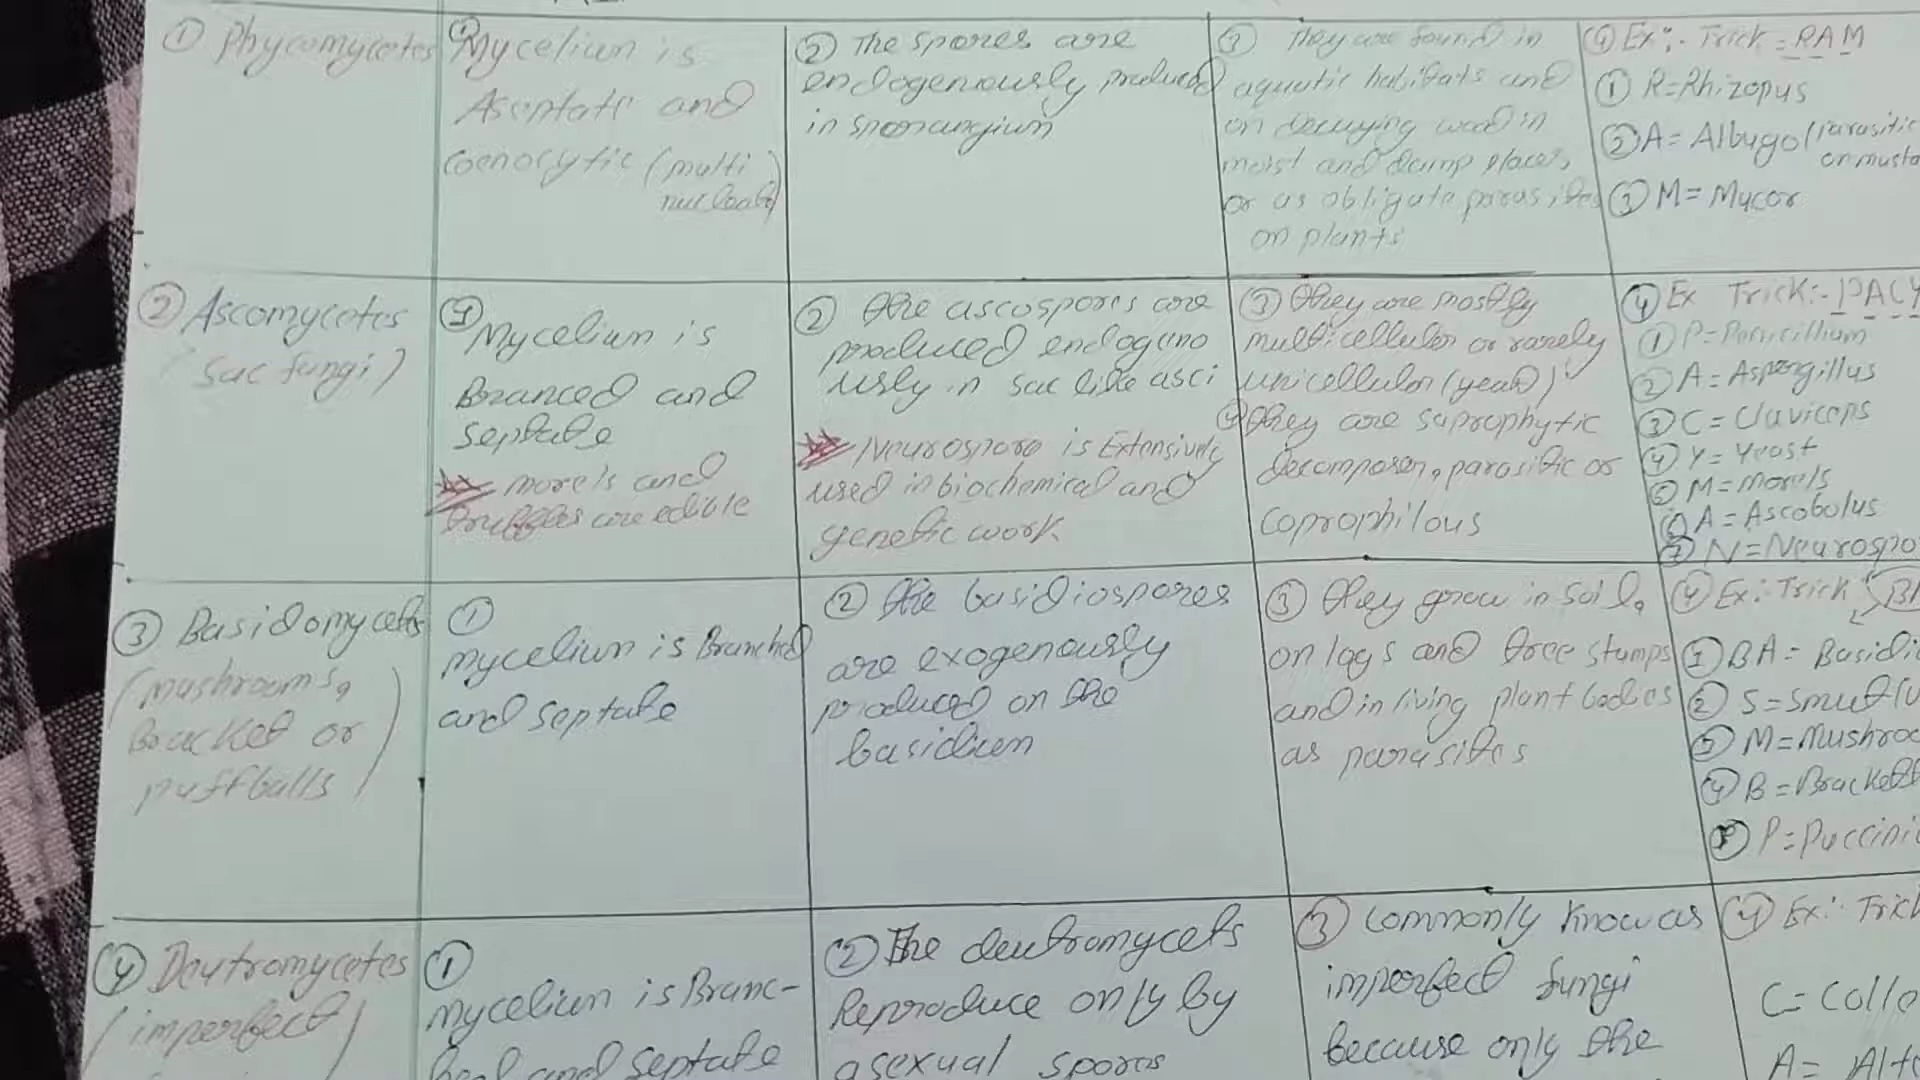 ① Phycomycetes
① Mycelium is
Aseptate and
Coenocytic (multi
nucleate)
② The spores are
endogenously produced
in sporangium
③ They are found in
aquatic habitats and
on decaying wood in
moist and damp places
or as obligate parasites
on plants
④ Ex:- Trick = RAM
① R=Rhizopus
② A= Albugo (Parasitic
on musta
③ M= Mucor
② Ascomycetes
(Sac fungi)
①
Mycelium is
Branced and
septate
morels and
truffles are edible
② the ascospores are
produced endogeno
usly in sac like asci
Neurospora is Extensively
used in biochemical and
genetic work
③ they are mostly
multicellular or rarely
unicellular (yeast)
④ they are saprophytic
decomposer, parasitic or
coprophilous
④ Ex Trick:- PACY
① P=Penicillium
② A= Aspergillus
③ C= Claviceps
④ Y= Yeast
⑤ M= Morels
⑥ A= Ascobolus
⑦ N=Neurospo
③ Basidomycets
(mushrooms,
Bracket or
puffballs)
①
mycelium is Branched
and septate
② the basidiospores
are exogenously
produced on the
basidium
③ they grow in soil,
on logs and tree stumps
and in living plant bodies
as parasites
④ Ex: Trick
① BA= Basidi
② S=Smut (U
③ M=Mushroo
④ B=Bracket
⑤ P=Puccini
④ Deutromycetes
(imperfect)
①
mycelium is Branc-
hed and septate
② The deutromycets
Reproduce only by
asexual spores
③ Commonly know as
imperfect fungi
because only the
④ Ex:- Trick
C= Colle
A= Alte